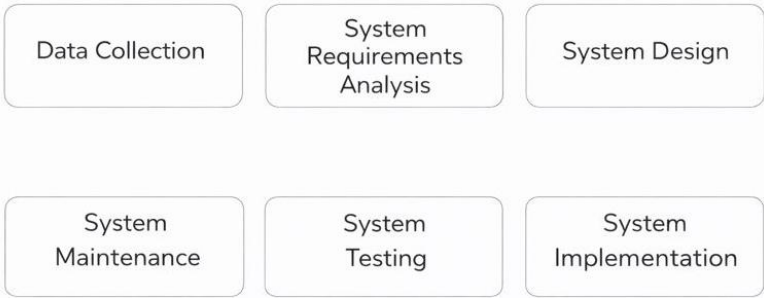 Data Collection
System
Requirements
Analysis
System Design
System
Maintenance
System
Testing
System
Implementation